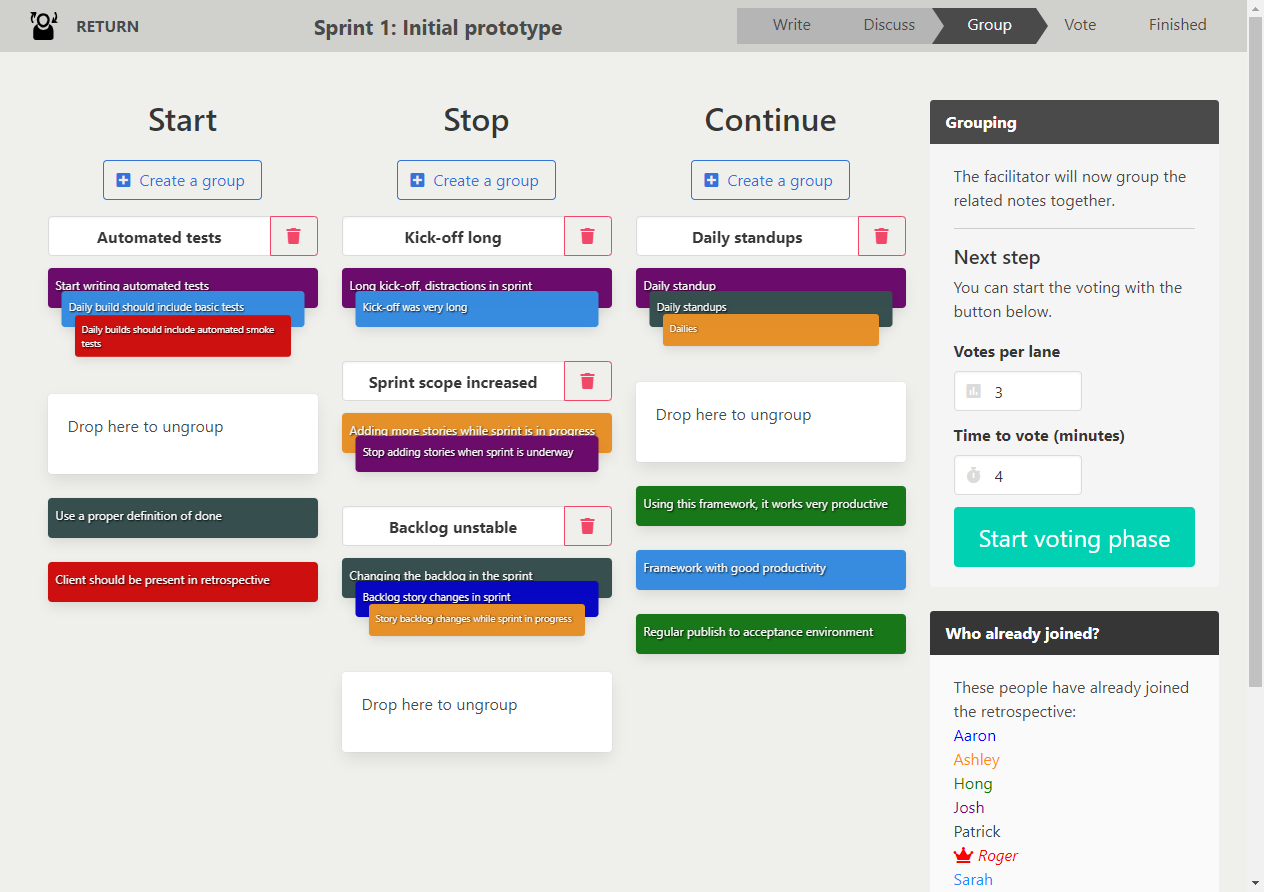 RETURN
Sprint 1: Initial prototype
Write
Discuss
Group
Vote
Finished
Start
Create a group
Automated tests
Start writing automated tests
Daily build should include basic tests
Daily builds should include automated smoke
tests
Drop here to ungroup
Use a proper definition of done
Client should be present in retrospective
Stop
Create a group
Kick-off long
Long kick-off, distractions in sprint
Kick-off was very long
Sprint scope increased
Adding more stories while sprint is in progress
Stop adding stories when sprint is underway
Backlog unstable
Changing the backlog in the sprint
Backlog story changes in sprint
Story backlog changes while sprint in progress
Drop here to ungroup
Continue
Create a group
Daily standups
Daily standup
Daily standups
Dailies
Drop here to ungroup
Using this framework, it works very productive
Framework with good productivity
Regular publish to acceptance environment
Grouping
The facilitator will now group the
related notes together.
Next step
You can start the voting with the
button below.
Votes per lane
3
Time to vote (minutes)
4
Start voting phase
Who already joined?
These people have already joined
the retrospective:
Aaron
Ashley
Hong
Josh
Patrick
Roger
Sarah